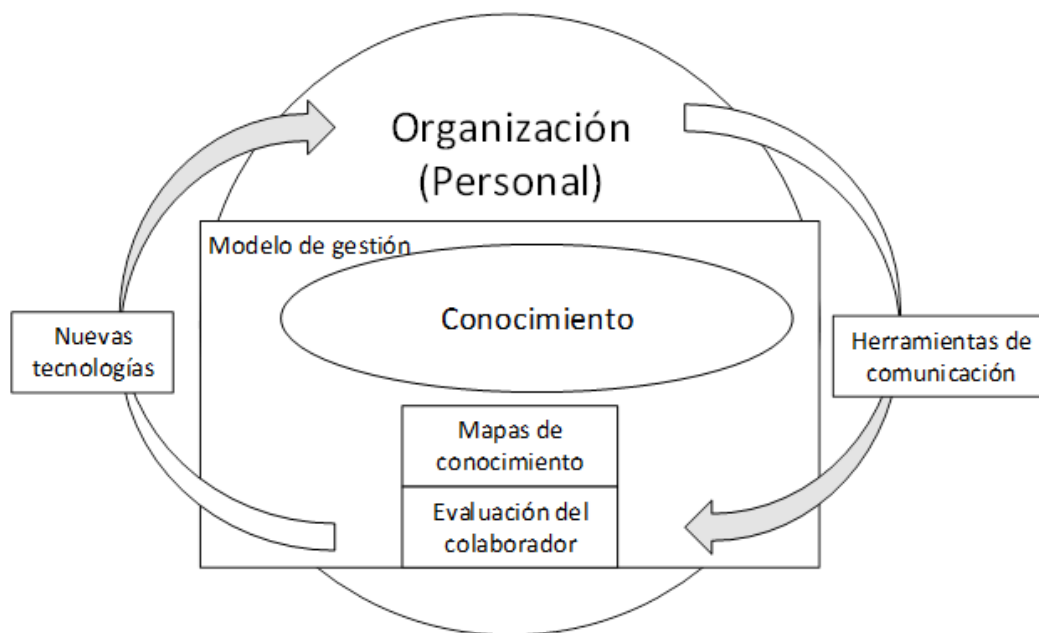 Organización
(Personal)
Modelo de gestión
Conocimiento
Nuevas
tecnologías
Herramientas de
comunicación
Mapas de
conocimiento
Evaluación del
colaborador